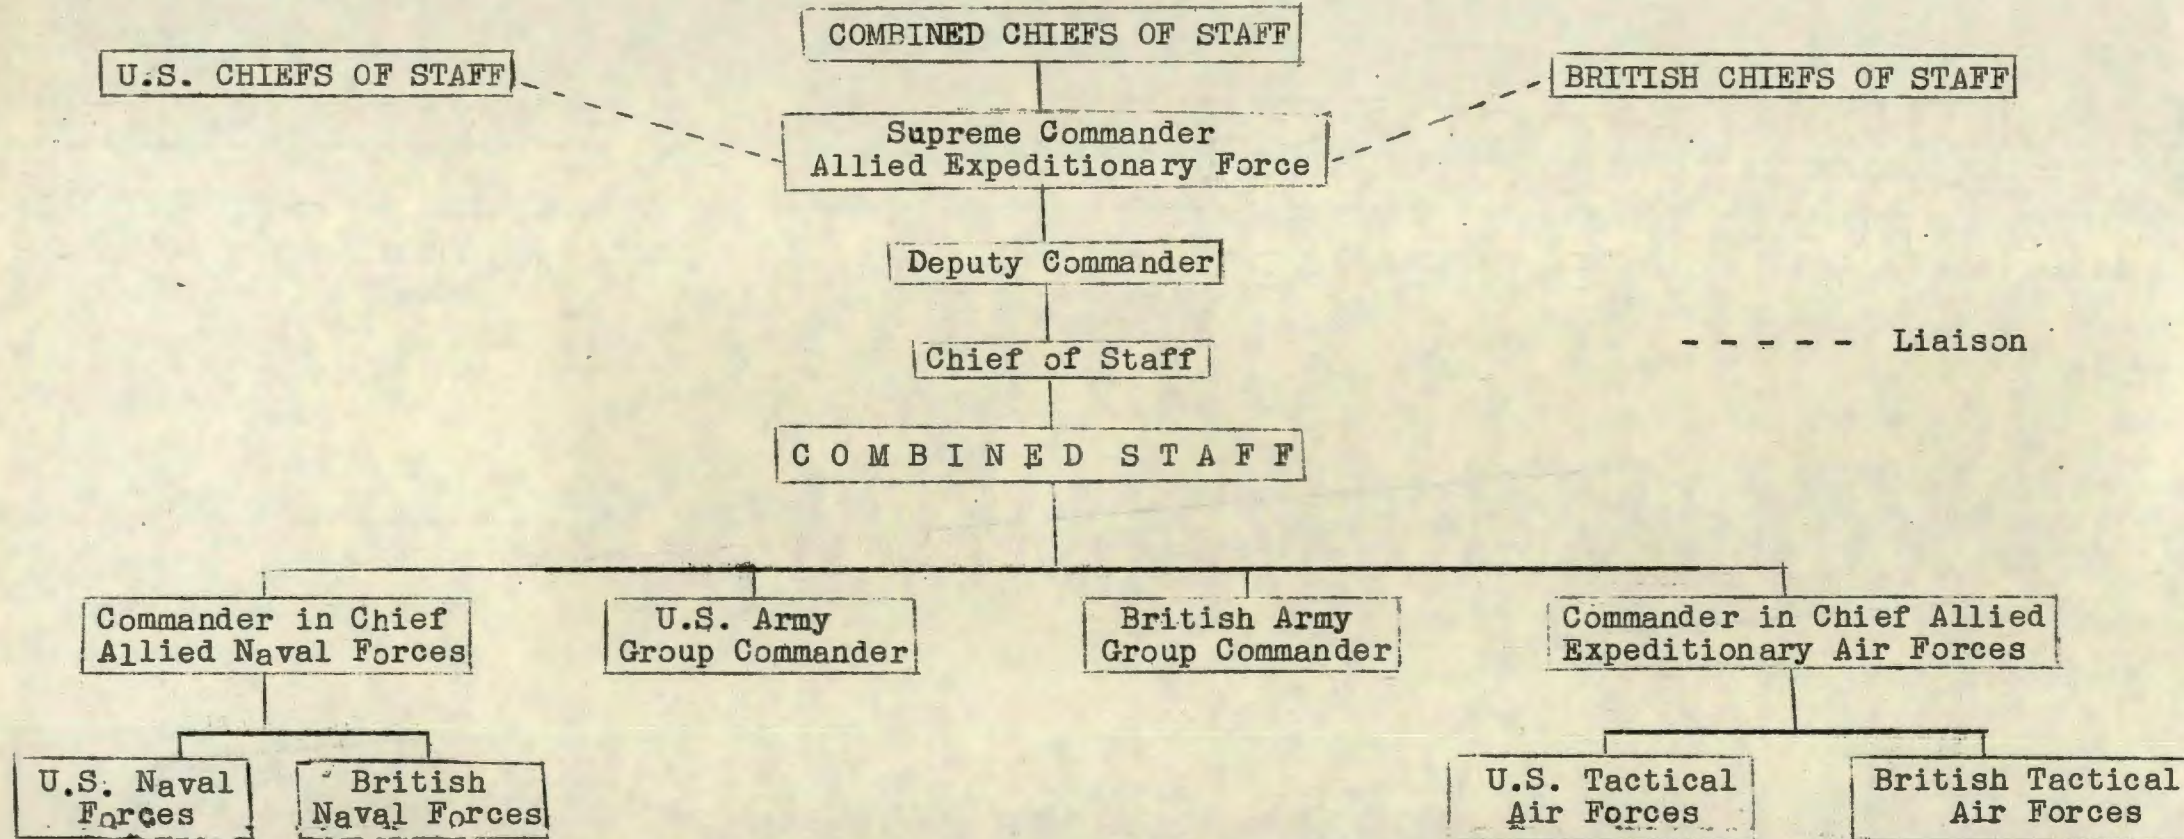 COMBINED CHIEFS OF STAFF
U.S. CHIEFS OF STAFF
BRITISH CHIEFS OF STAFF
Supreme Commander
Allied Expeditionary Force
Deputy Commander
Chief of Staff
- - - - - Liaison
C O M B I N E D S T A F F
Commander in Chief
Allied Naval Forces
U.S. Army
Group Commander
British Army
Group Commander
Commander in Chief Allied
Expeditionary Air Forces
U.S. Naval
Forces
British
Naval Forces
U.S. Tactical
Air Forces
British Tactical
Air Forces